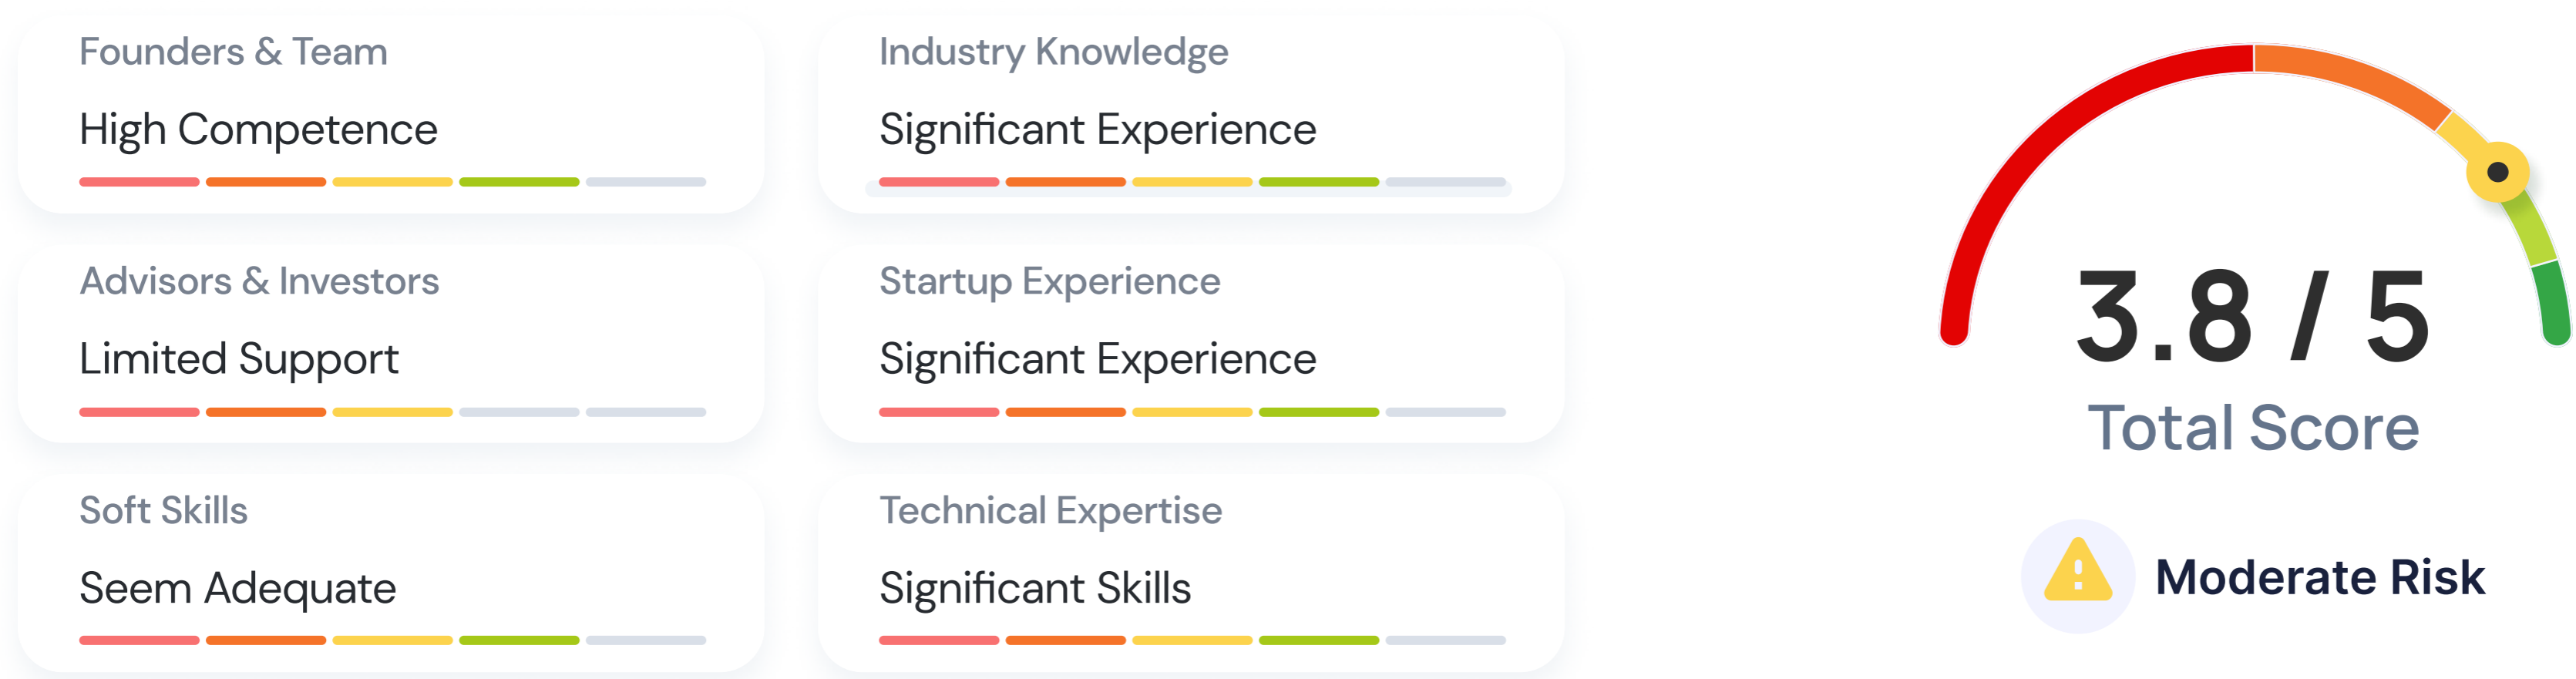 Founders & Team
High Competence
Industry Knowledge
Significant Experience
Advisors & Investors
Limited Support
Startup Experience
Significant Experience
Soft Skills
Seem Adequate
Technical Expertise
Significant Skills
3.8 / 5
Total Score
Moderate Risk